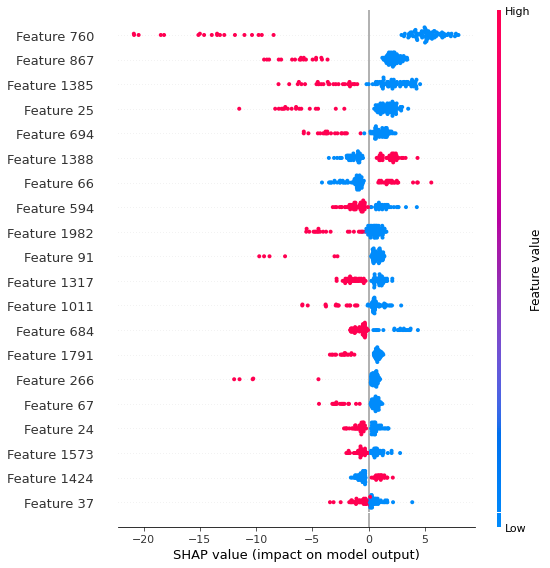 High
Feature 760
Feature 867
Feature 1385
Feature 25
Feature 694
Feature 1388
Feature 66
Feature 594
Feature 1982
Feature 91
Feature 1317
Feature 1011
Feature 684
Feature 1791
Feature 266
Feature 67
Feature 24
Feature 1573
Feature 1424
Feature 37
Feature value
Low
−20 −15 −10 −5 0 5
SHAP value (impact on model output)